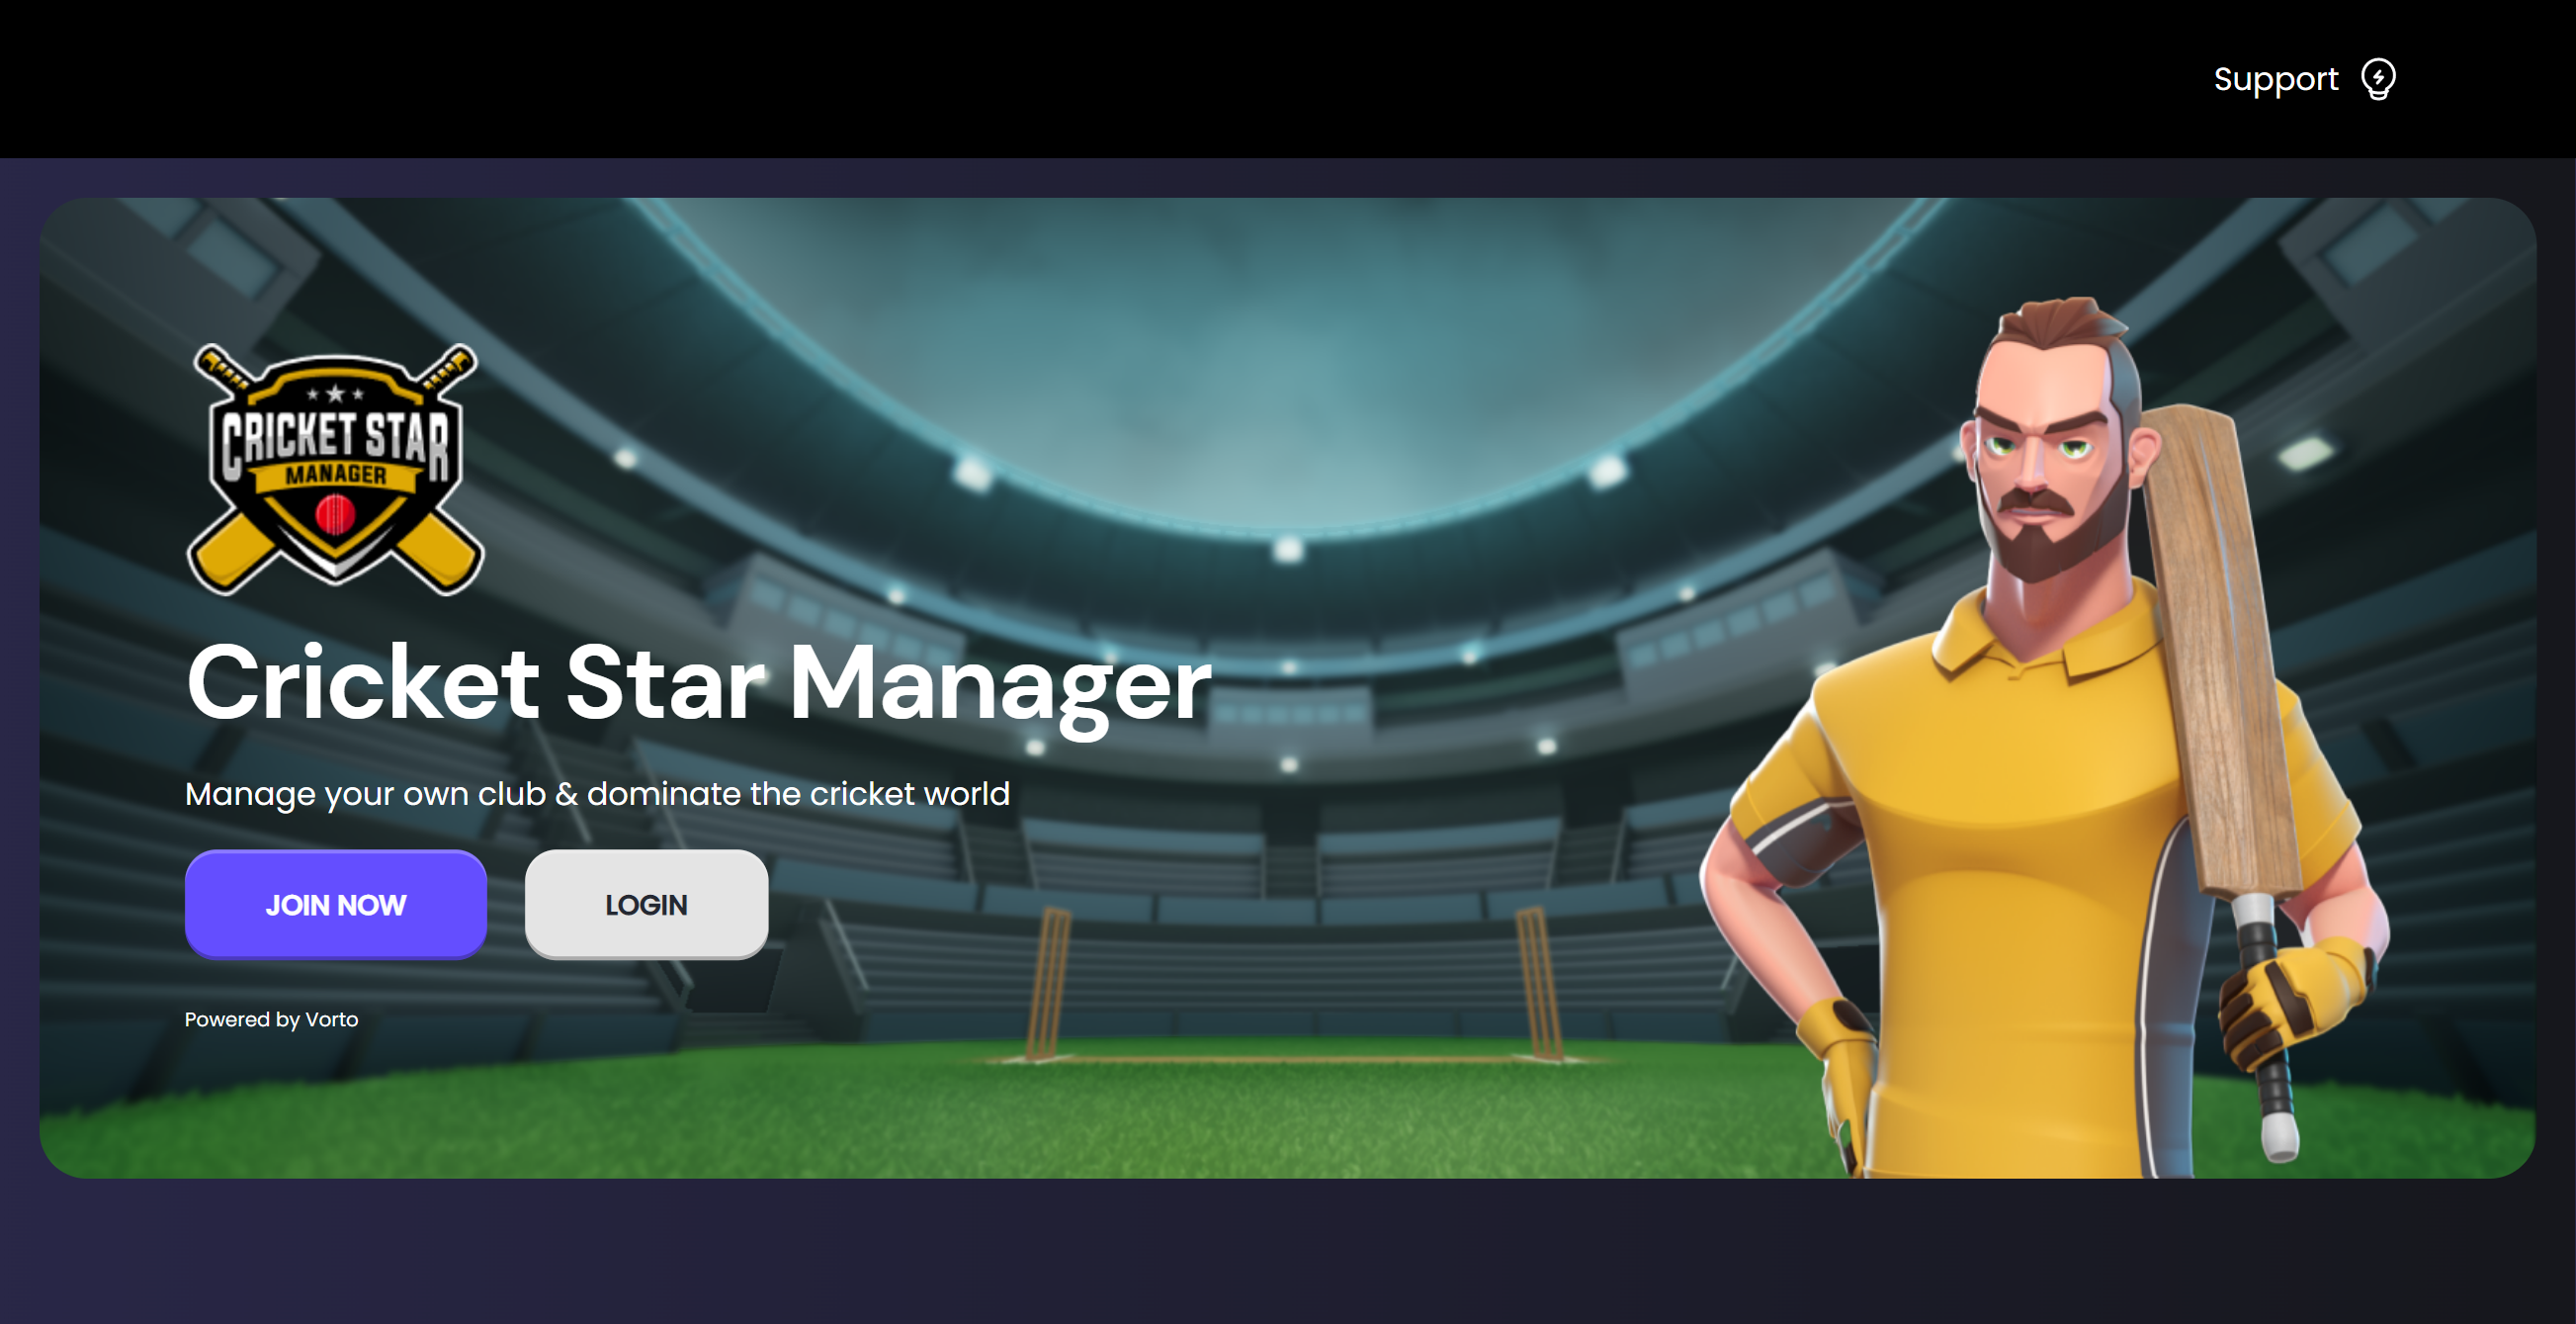 Support
CRICKET STAR
MANAGER
Cricket Star Manager
Manage your own club & dominate the cricket world
JOIN NOW
LOGIN
Powered by Vorto